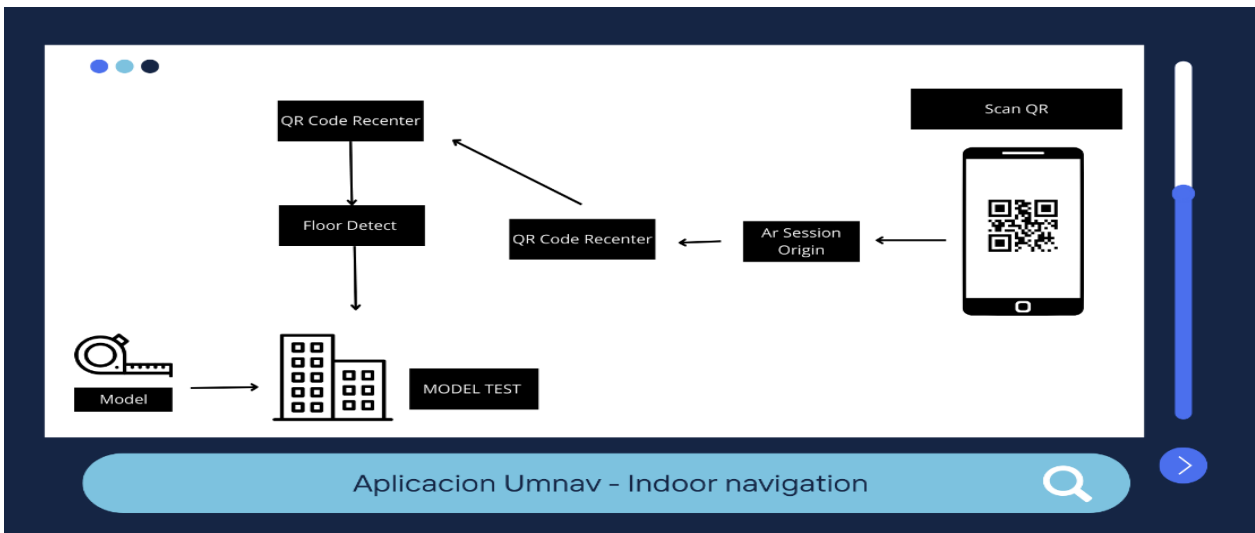 QR Code Recenter
Scan QR
Floor Detect
QR Code Recenter
Ar Session
Origin
Model
MODEL TEST
Aplicacion Umnav - Indoor navigation